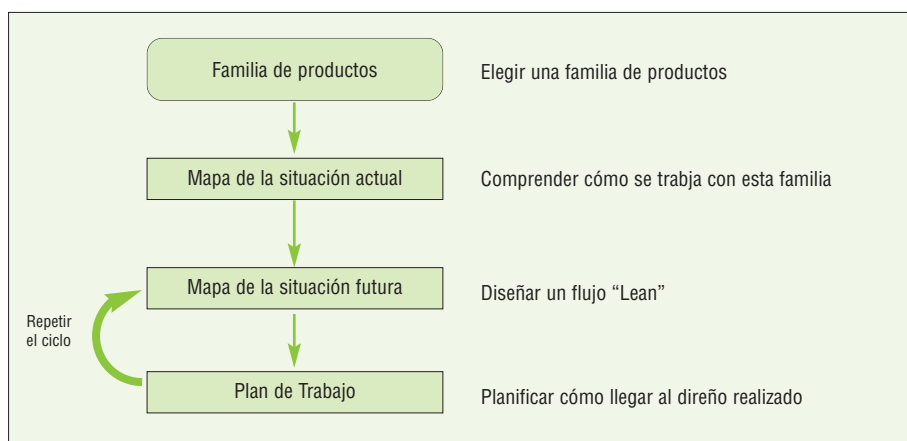 Familia de productos
Elegir una familia de productos
Mapa de la situación actual
Comprender cómo se trabja con esta familia
Mapa de la situación futura
Diseñar un flujo “Lean”
Repetir
el ciclo
Plan de Trabajo
Planificar cómo llegar al direño realizado